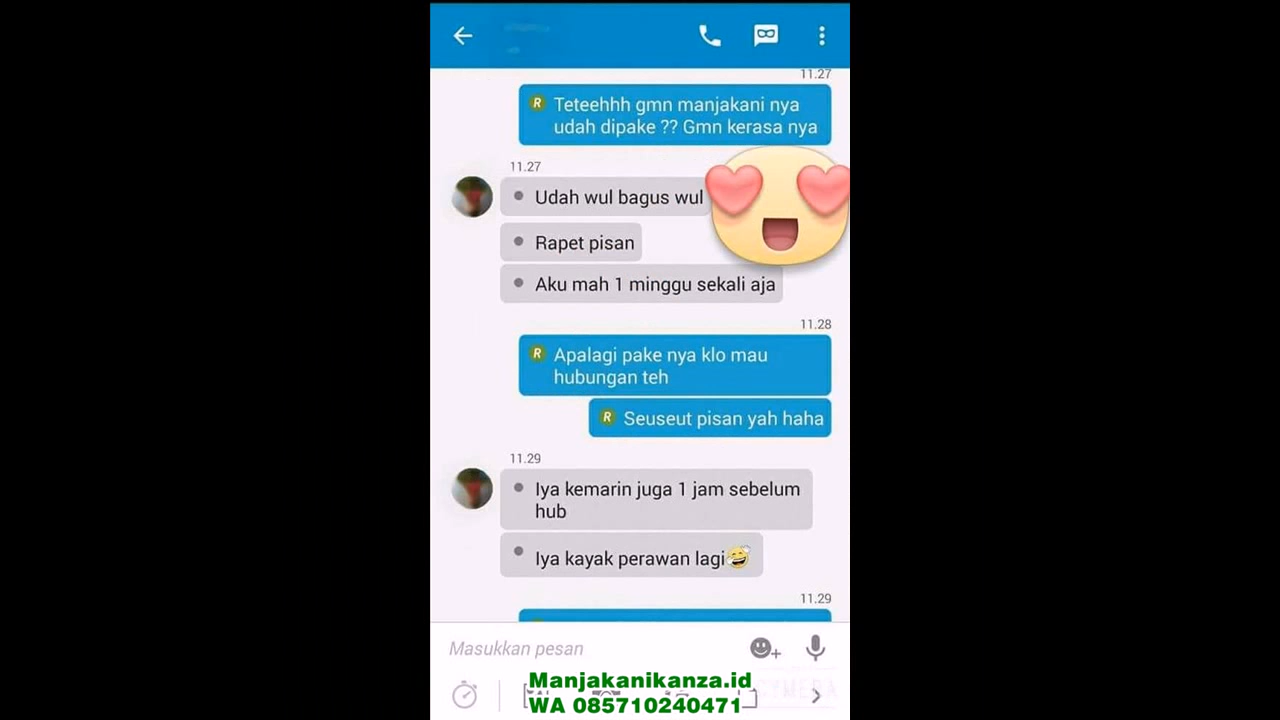 11.27
R Teteehhh gmn manjakani nya
udah dipake ?? Gmn kerasa nya
11.27
Udah wul bagus wul
Rapet pisan
Aku mah 1 minggu sekali aja
11.28
R Apalagi pake nya klo mau
hubungan teh
R Seuseut pisan yah haha
11.29
Iya kemarin juga 1 jam sebelum
hub
Iya kayak perawan lagi
11.29
Masukkan pesan
Manjakanikanza.id
WA 085710240471